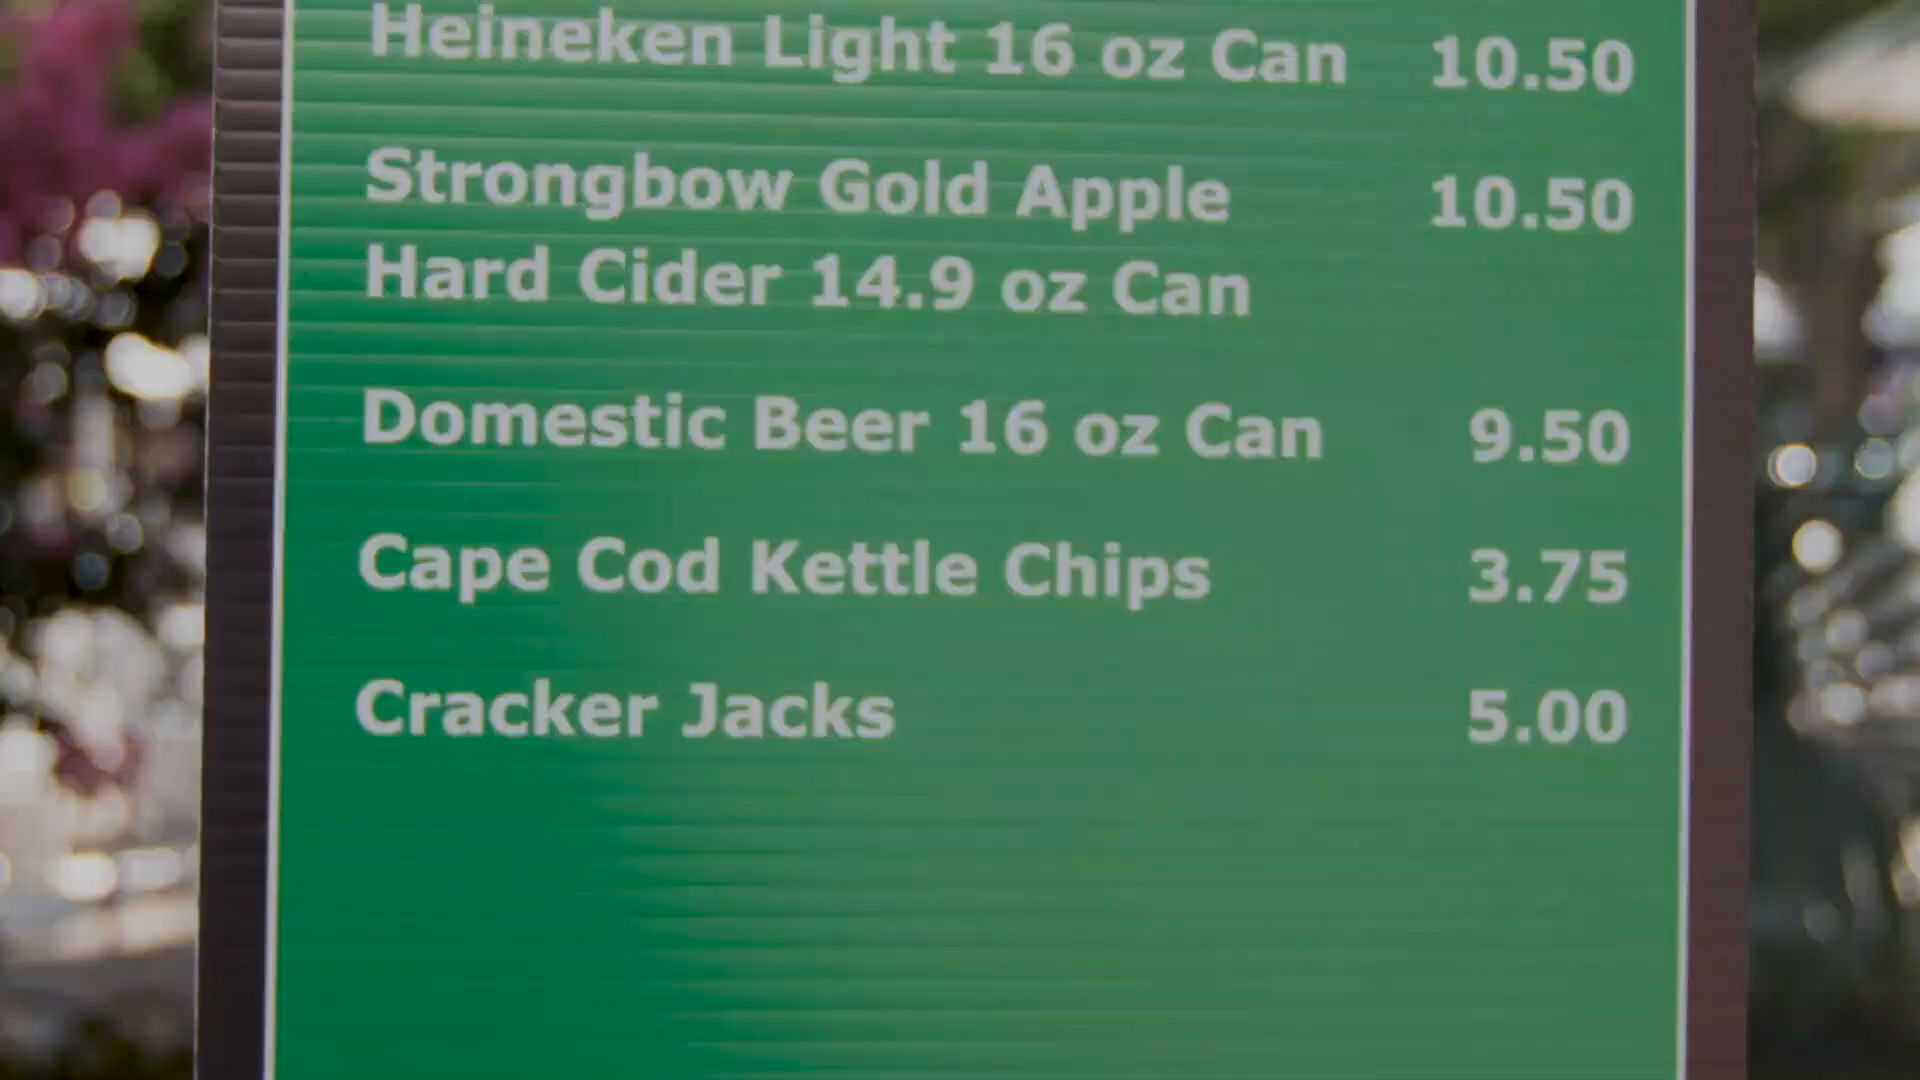 Heineken Light 16 oz Can 10.50
Strongbow Gold Apple 10.50
Hard Cider 14.9 oz Can
Domestic Beer 16 oz Can 9.50
Cape Cod Kettle Chips 3.75
Cracker Jacks 5.00